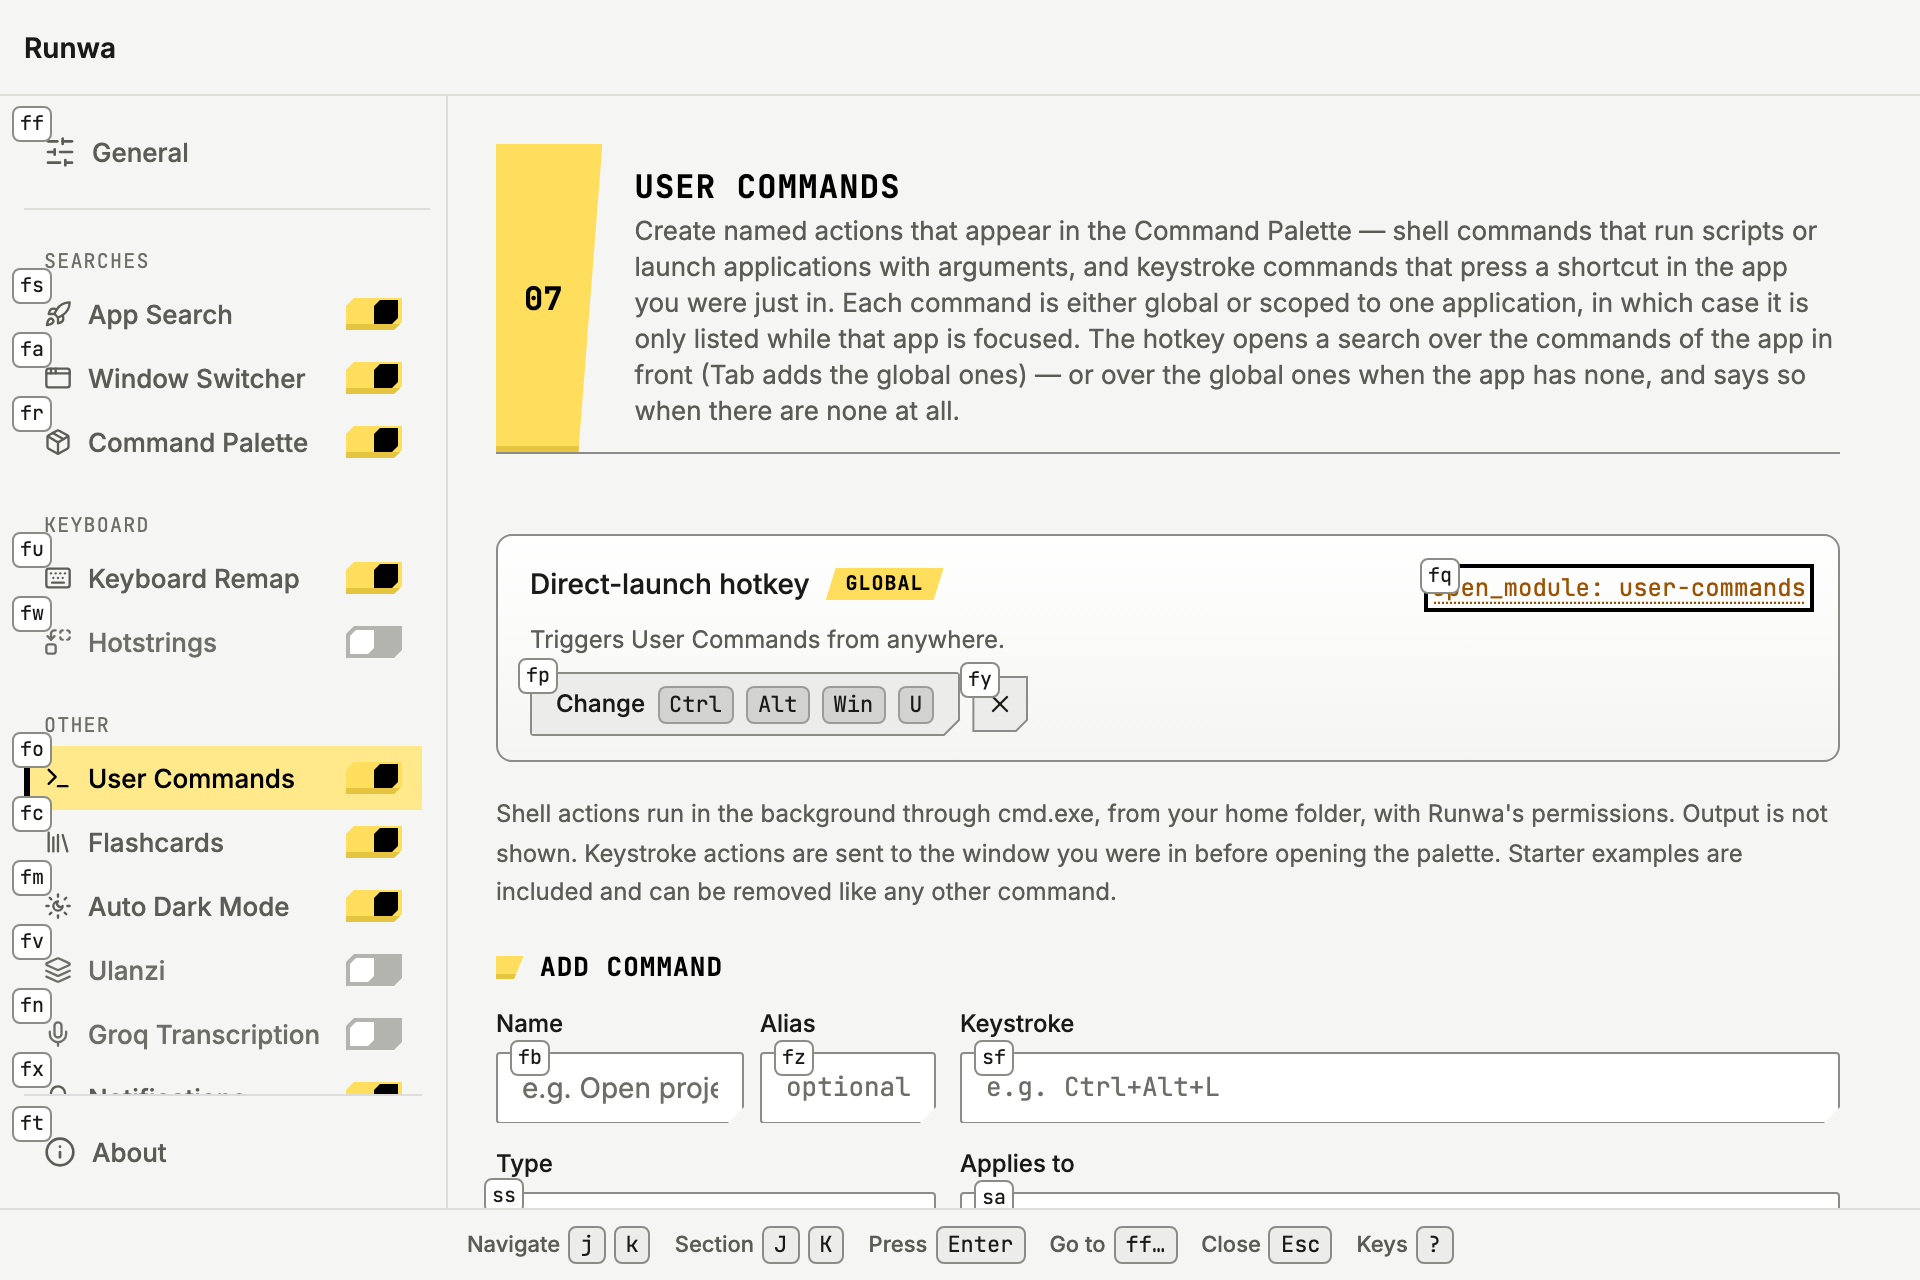 Runwa
ff
General
SEARCHES
fs
App Search
fa
Window Switcher
fr
Command Palette
KEYBOARD
fu
Keyboard Remap
fw
Hotstrings
OTHER
fo
User Commands
fc
Flashcards
fm
Auto Dark Mode
fv
Ulanzi
fn
Groq Transcription
fx
ft
About
07
USER COMMANDS
Create named actions that appear in the Command Palette — shell commands that run scripts or
launch applications with arguments, and keystroke commands that press a shortcut in the app
you were just in. Each command is either global or scoped to one application, in which case it is
only listed while that app is focused. The hotkey opens a search over the commands of the app in
front (Tab adds the global ones) — or over the global ones when the app has none, and says so
when there are none at all.
Direct-launch hotkey GLOBAL
fq
open_module: user-commands
Triggers User Commands from anywhere.
fp
Change Ctrl Alt Win U
fy
Shell actions run in the background through cmd.exe, from your home folder, with Runwa's permissions. Output is not
shown. Keystroke actions are sent to the window you were in before opening the palette. Starter examples are
included and can be removed like any other command.
ADD COMMAND
Name Alias Keystroke
fb fz sf
e.g. Open proje optional e.g. Ctrl+Alt+L
Type Applies to
ss sa
Navigate j k Section J K Press Enter Go to ff… Close Esc Keys ?